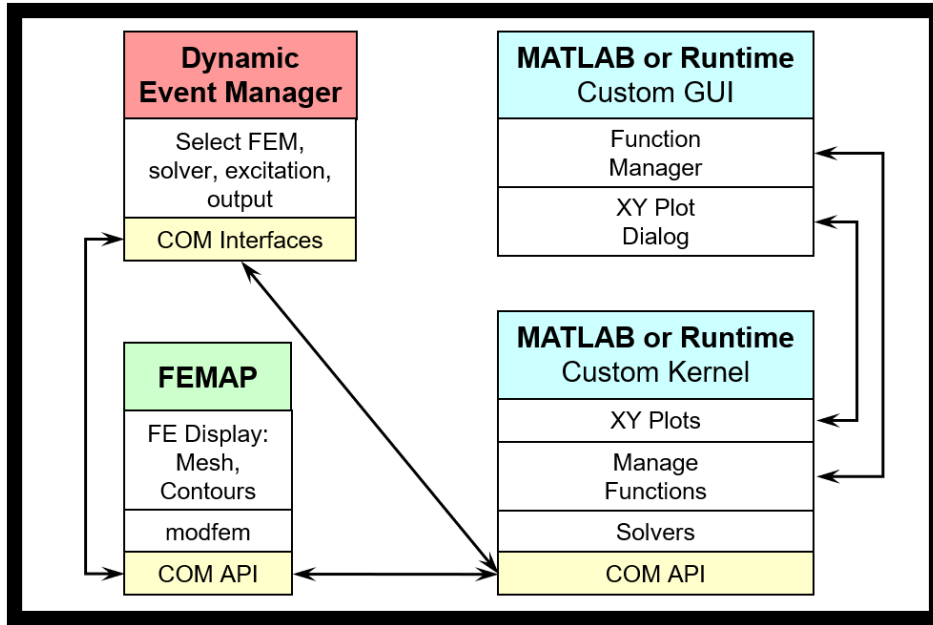 Dynamic
Event Manager
Select FEM,
solver, excitation,
output
COM Interfaces
MATLAB or Runtime
Custom GUI
Function
Manager
XY Plot
Dialog
FEMAP
FE Display:
Mesh,
Contours
modfem
COM API
MATLAB or Runtime
Custom Kernel
XY Plots
Manage
Functions
Solvers
COM API